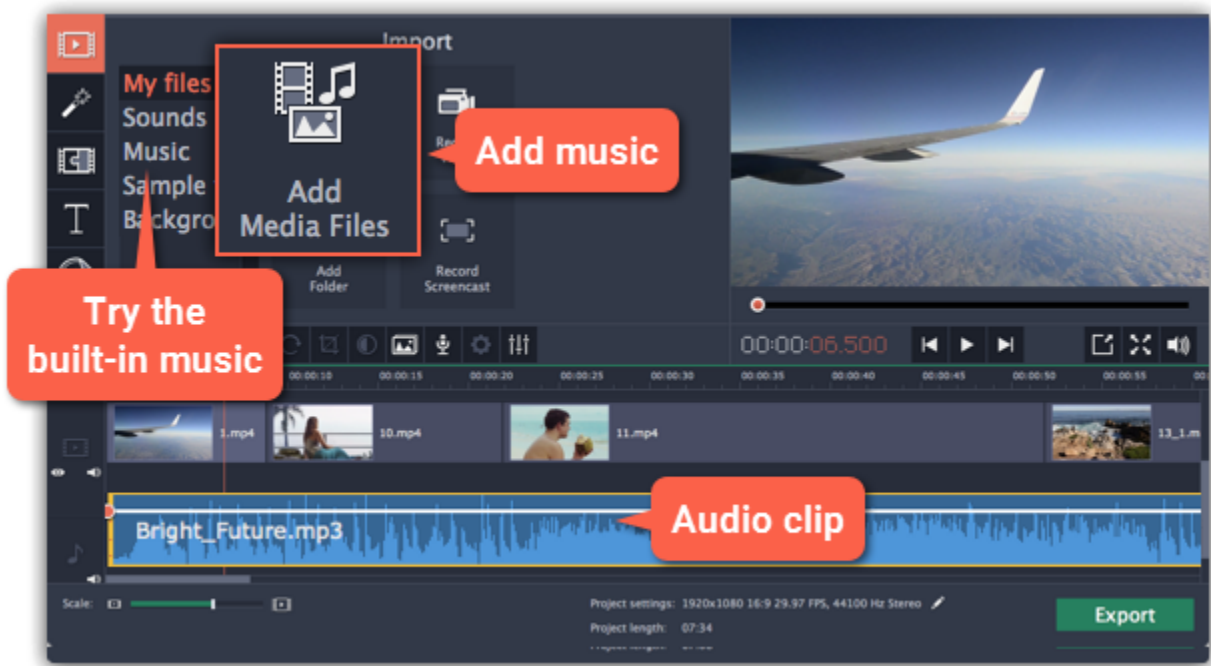 Import
My files
Sounds
Music
Sample
Backgro
Add
Media Files
Add music
Add
Folder
Record
Screencast
Try the
built-in music
00:00:06.500
00:00:10 00:00:15 00:00:20 00:00:25 00:00:30 00:00:35 00:00:40 00:00:45 00:00:50 00:00:55
1.mp4 10.mp4 11.mp4 13_1.m
Audio clip
Bright_Future.mp3
Scale:
Project settings: 1920x1080 16:9 29.97 FPS, 44100 Hz Stereo
Project length: 07:34
Export